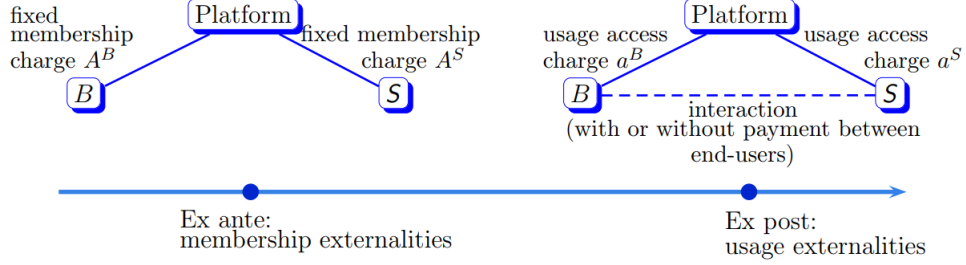 Platform
fixed
membership
charge A^B
fixed membership
charge A^S
B
S
Platform
usage access
charge a^B
usage access
charge a^S
B
S
interaction
(with or without payment between
end-users)
Ex ante:
membership externalities
Ex post:
usage externalities